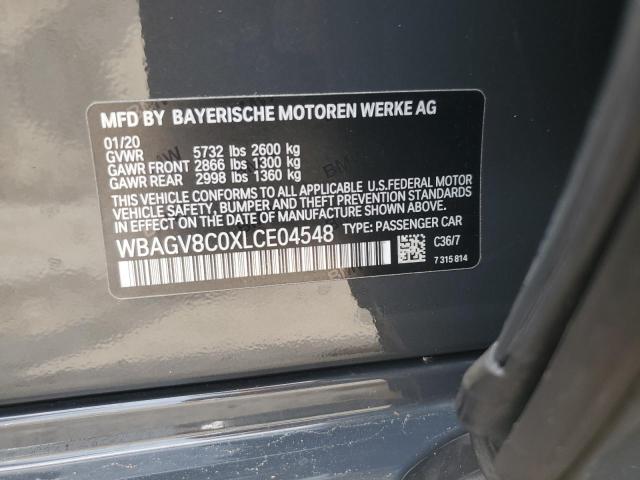 MFD BY BAYERISCHE MOTOREN WERKE AG
01/20
GVWR 5732 lbs 2600 kg
GAWR FRONT 2866 lbs 1300 kg
GAWR REAR 2998 lbs 1360 kg
THIS VEHICLE CONFORMS TO ALL APPLICABLE U.S.FEDERAL MOTOR
VEHICLE SAFETY, BUMPER AND THEFT PREVENTION STANDARDS
IN EFFECT ON THE DATE OF MANUFACTURE SHOWN ABOVE.
WBAGV8C0XLCE04548 TYPE: PASSENGER CAR
C36/7
7 315 814